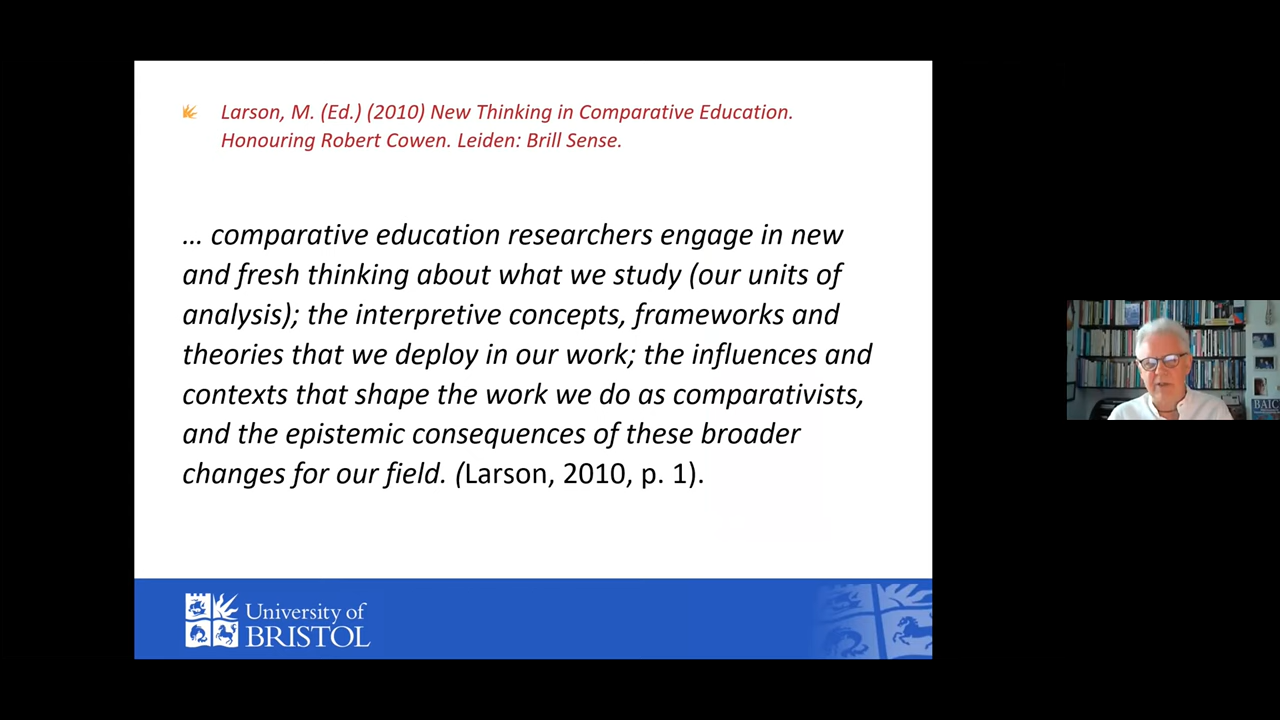 Larson, M. (Ed.) (2010) New Thinking in Comparative Education.
Honouring Robert Cowen. Leiden: Brill Sense.
... comparative education researchers engage in new
and fresh thinking about what we study (our units of
analysis); the interpretive concepts, frameworks and
theories that we deploy in our work; the influences and
contexts that shape the work we do as comparativists,
and the epistemic consequences of these broader
changes for our field. (Larson, 2010, p. 1).
University of
BRISTOL
BAIC